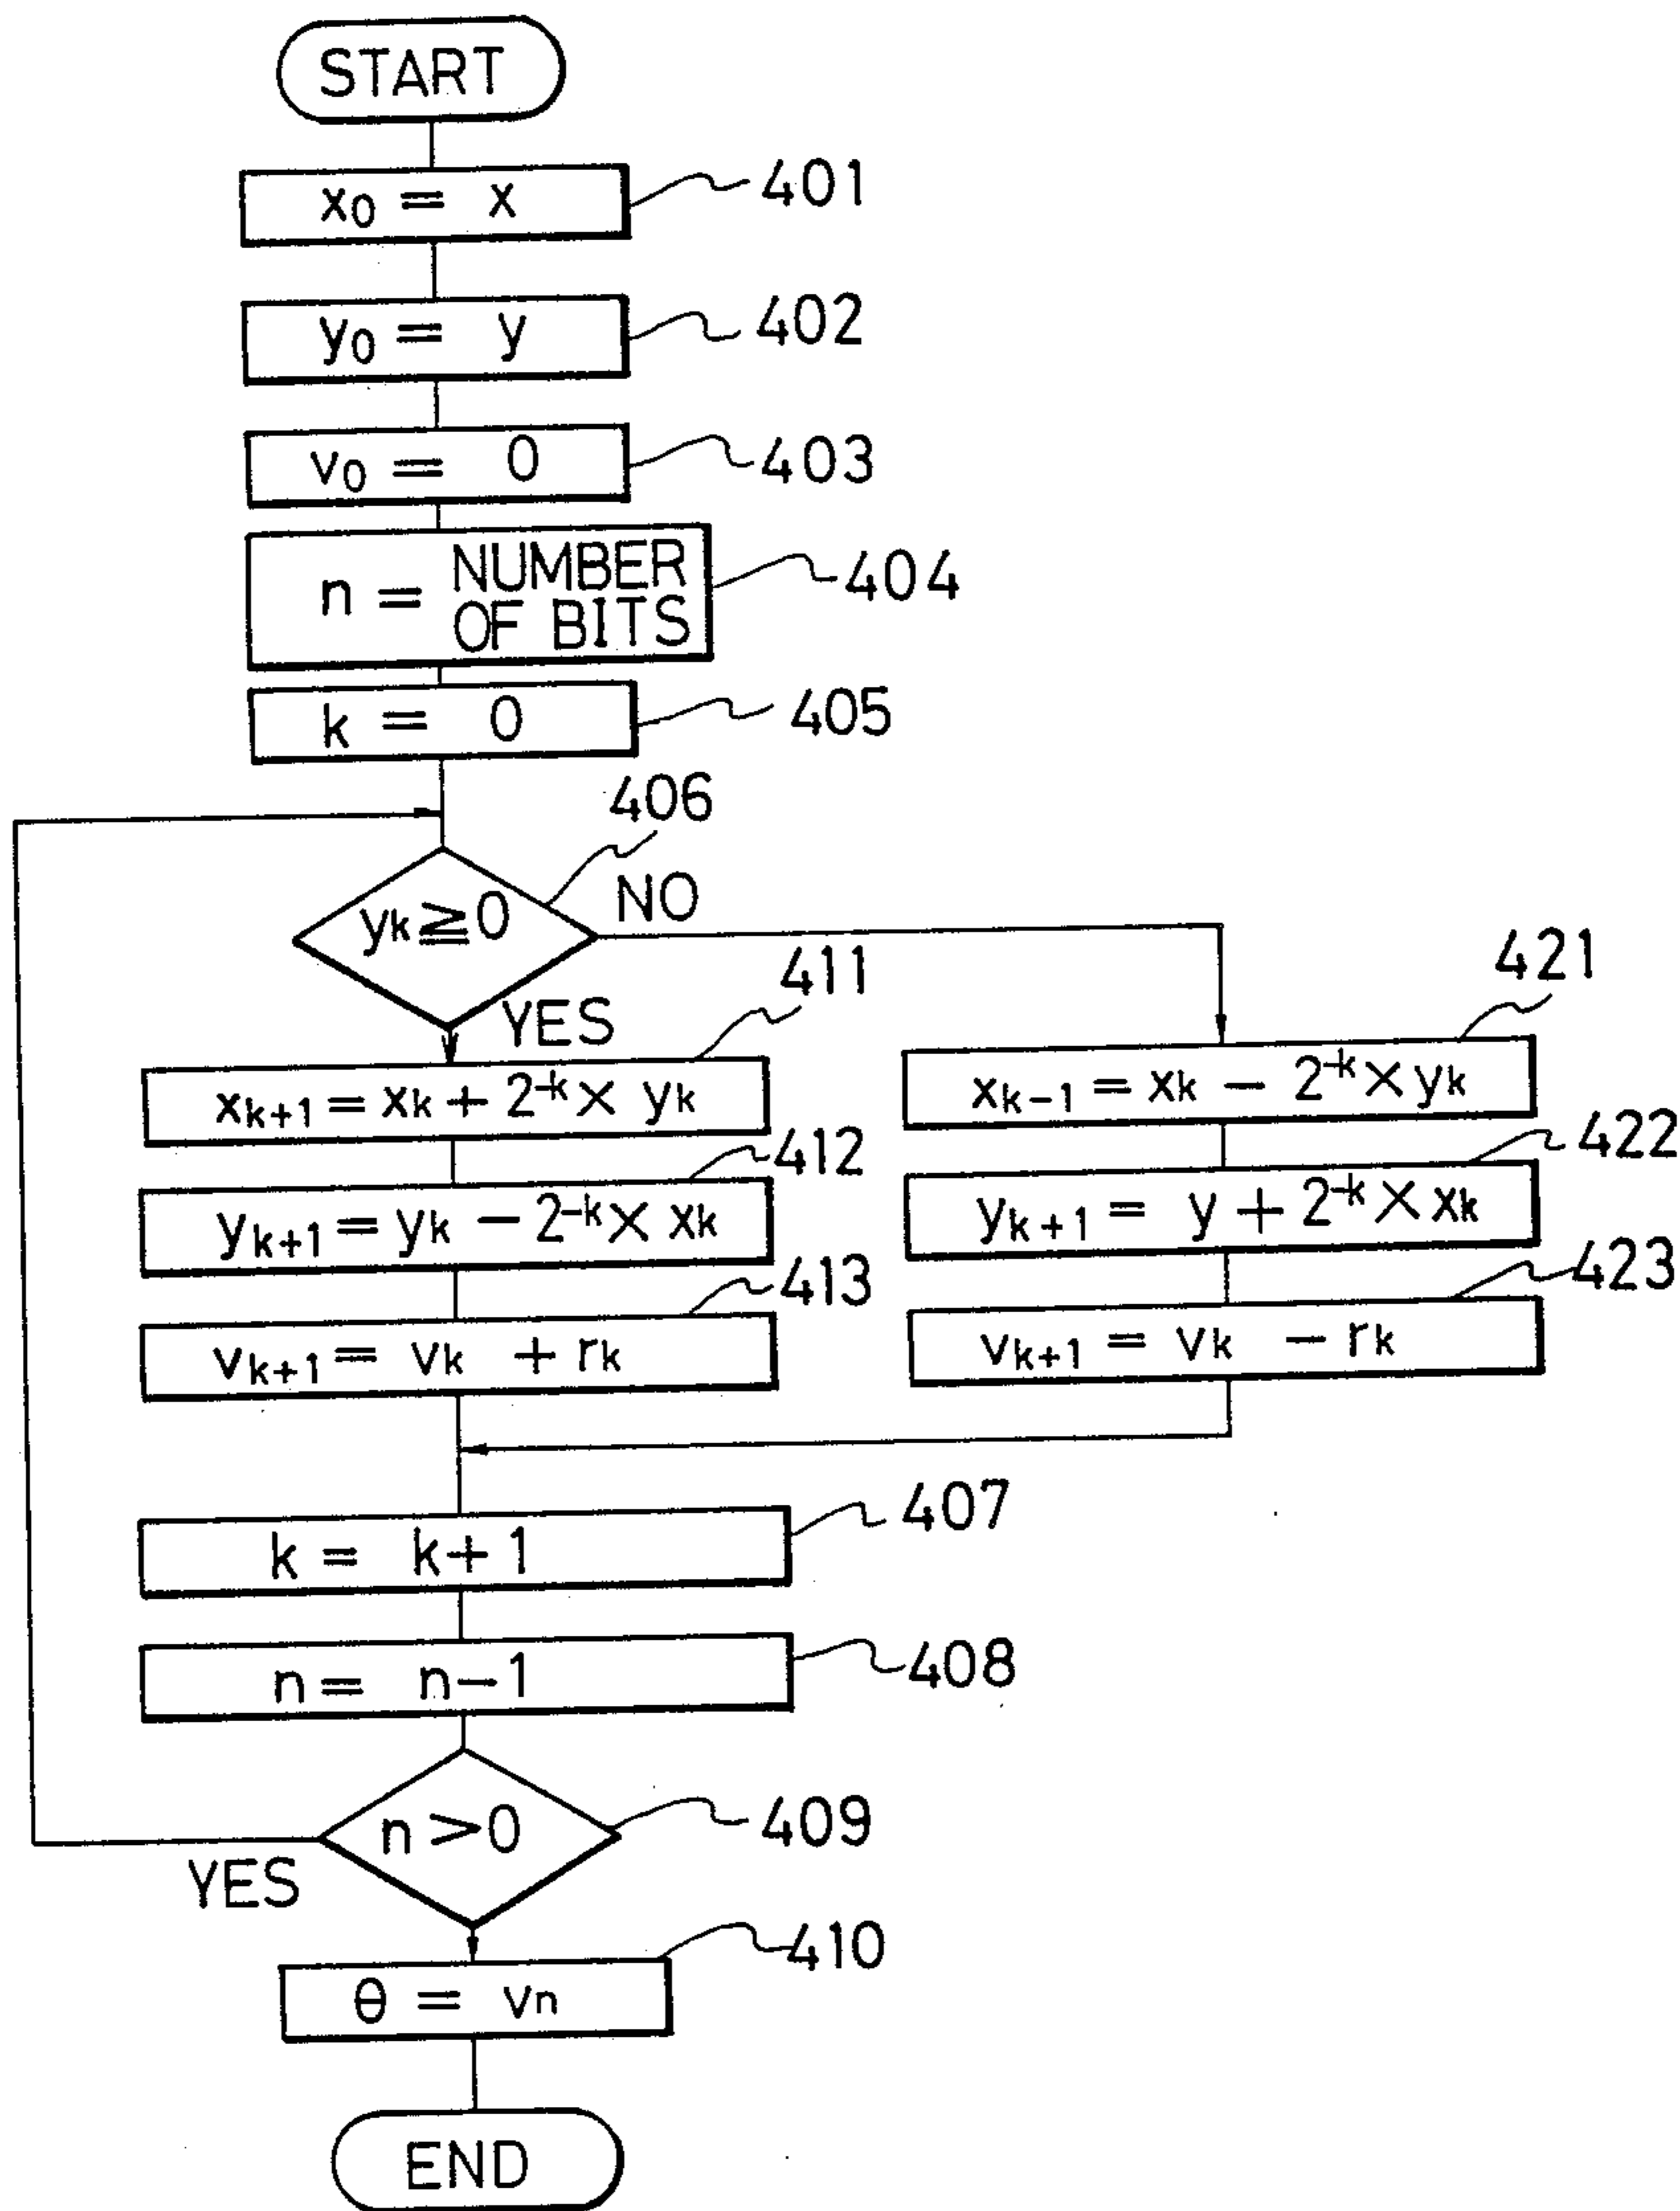 START
x₀ = x
401
y₀ = y
402
v₀ = 0
403
n = NUMBER OF BITS
404
k = 0
405
406
yₖ ≧ 0
NO
YES
411
xₖ₊₁ = xₖ + 2⁻ᵏ × yₖ
421
xₖ₋₁ = xₖ − 2⁻ᵏ × yₖ
412
yₖ₊₁ = yₖ − 2⁻ᵏ × xₖ
422
yₖ₊₁ = y + 2⁻ᵏ × xₖ
413
vₖ₊₁ = vₖ + rₖ
423
vₖ₊₁ = vₖ − rₖ
407
k = k+1
408
n = n−1
409
n > 0
YES
410
θ = vₙ
END